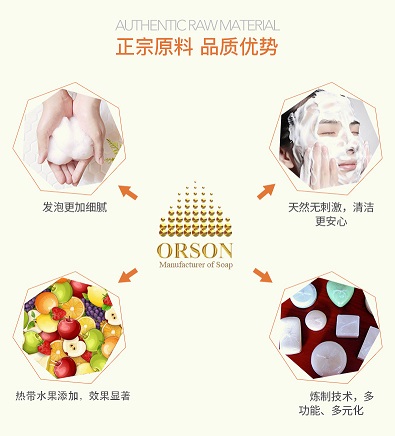 AUTHENTIC RAW MATERIAL
正宗原料 品质优势
发泡更加细腻
天然无刺激，清洁
更安心
ORSON
Manufacturer of Soap
热带水果添加，效果显著
炼制技术，多
功能、多元化